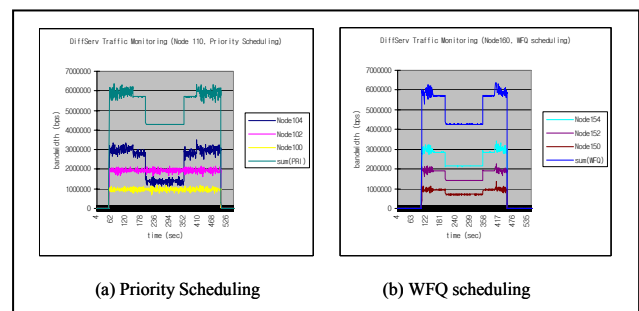 DiffServ Traffic Monitoring (Node 110, Priority Scheduling)
7000000
6000000
5000000
4000000
3000000
2000000
1000000
0
bandwidth (bps)
4
62
120
178
236
294
352
410
468
526
time (sec)
Node104
Node102
Node100
sum(PRI)
(a) Priority Scheduling
DiffServ Traffic Monitoring (Node160, WFQ scheduling)
7000000
6000000
5000000
4000000
3000000
2000000
1000000
0
bandwidth (bps)
4
63
122
181
240
299
358
417
476
535
time (sec)
Node154
Node152
Node150
sum(WFQ)
(b) WFQ scheduling